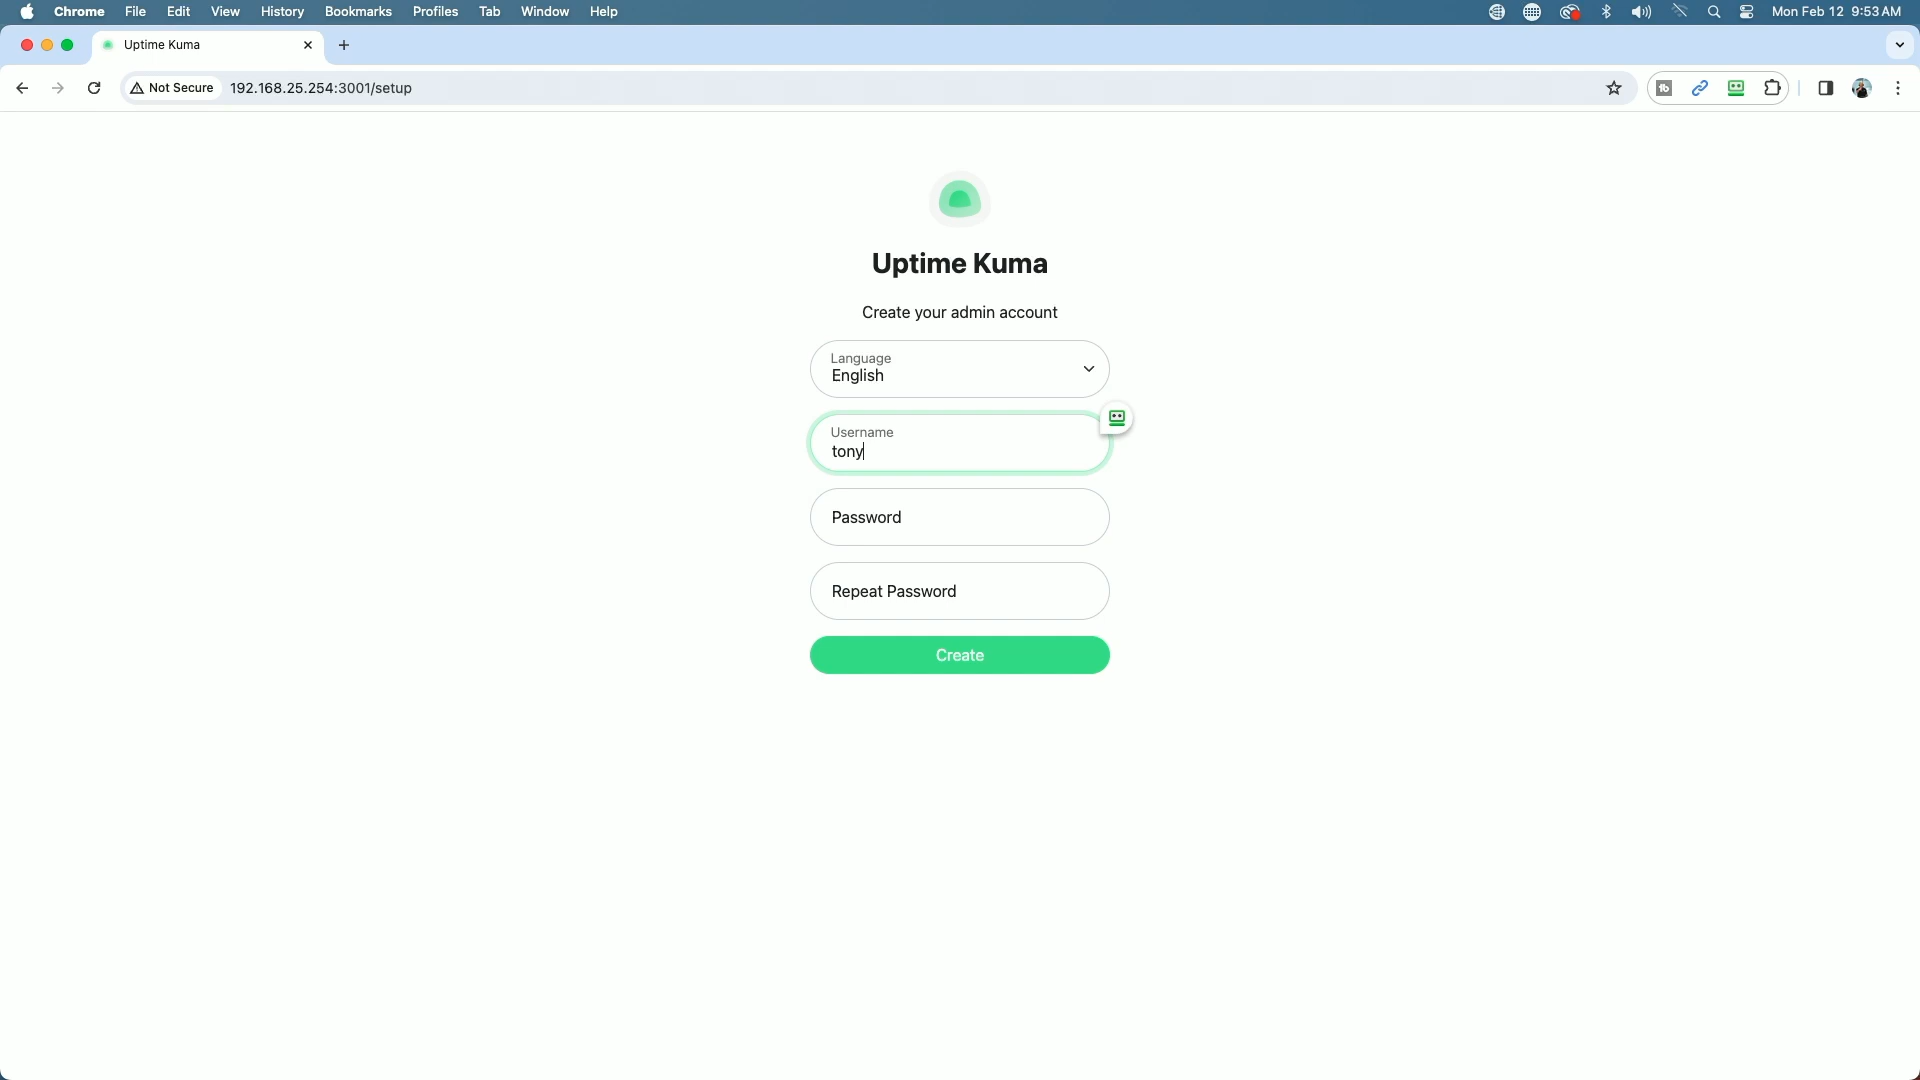 Chrome File Edit View History Bookmarks Profiles Tab Window Help Mon Feb 12 9:53 AM
Uptime Kuma
Not Secure 192.168.25.254:3001/setup
Uptime Kuma
Create your admin account
Language
English
Username
tony
Password
Repeat Password
Create